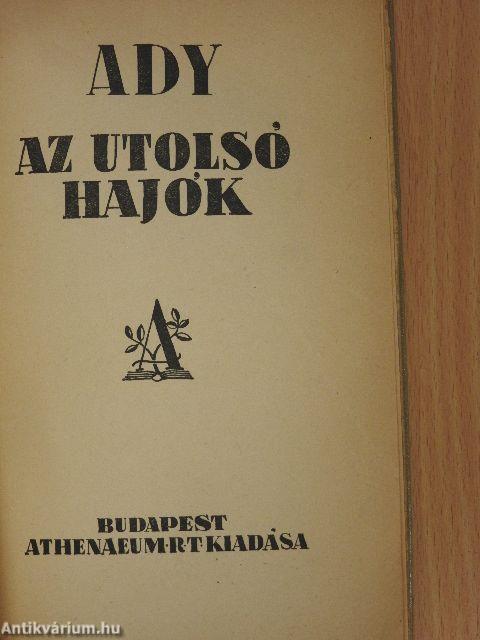 ADY
AZ UTOLSÓ
HAJÓK
A
BUDAPEST
ATHENAEUM·R·T·KIADÁSA
Antikvárium.hu